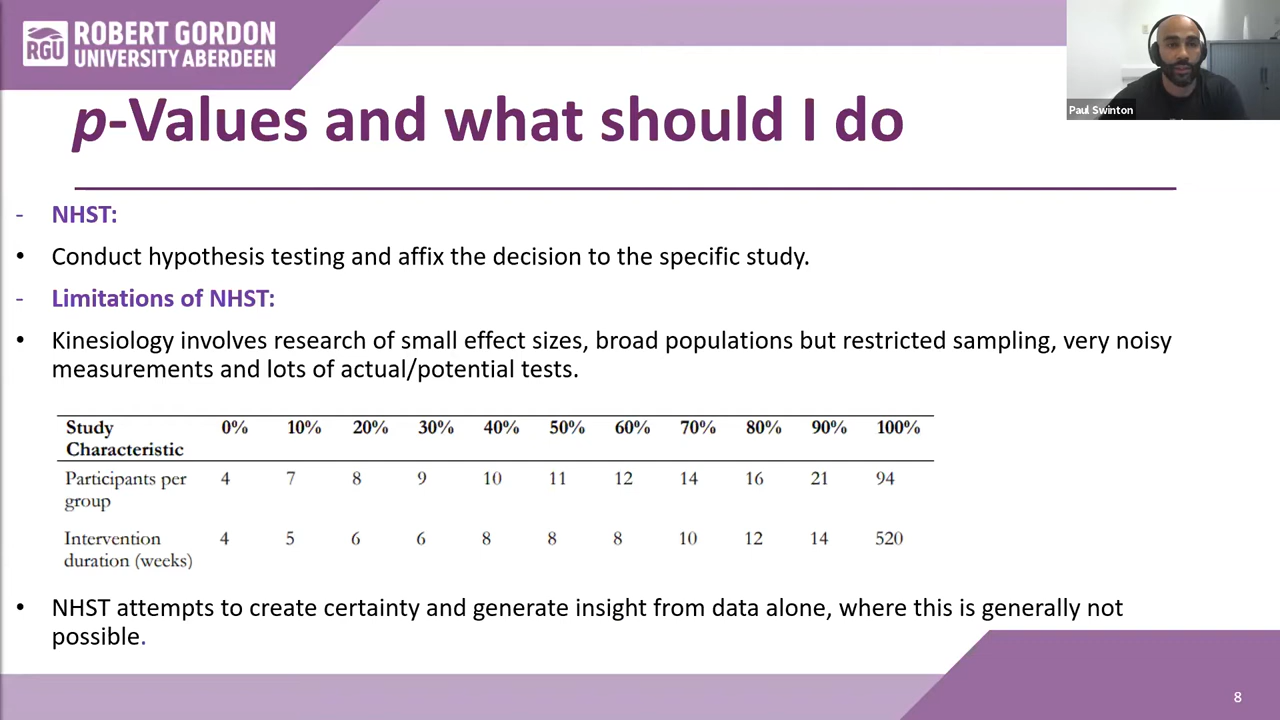 RGU
ROBERT GORDON
UNIVERSITY ABERDEEN
Paul Swinton
p-Values and what should I do
- NHST:
• Conduct hypothesis testing and affix the decision to the specific study.
- Limitations of NHST:
• Kinesiology involves research of small effect sizes, broad populations but restricted sampling, very noisy
measurements and lots of actual/potential tests.
Study 0% 10% 20% 30% 40% 50% 60% 70% 80% 90% 100%
Characteristic
Participants per 4 7 8 9 10 11 12 14 16 21 94
group
Intervention 4 5 6 6 8 8 8 10 12 14 520
duration (weeks)
• NHST attempts to create certainty and generate insight from data alone, where this is generally not
possible.
8